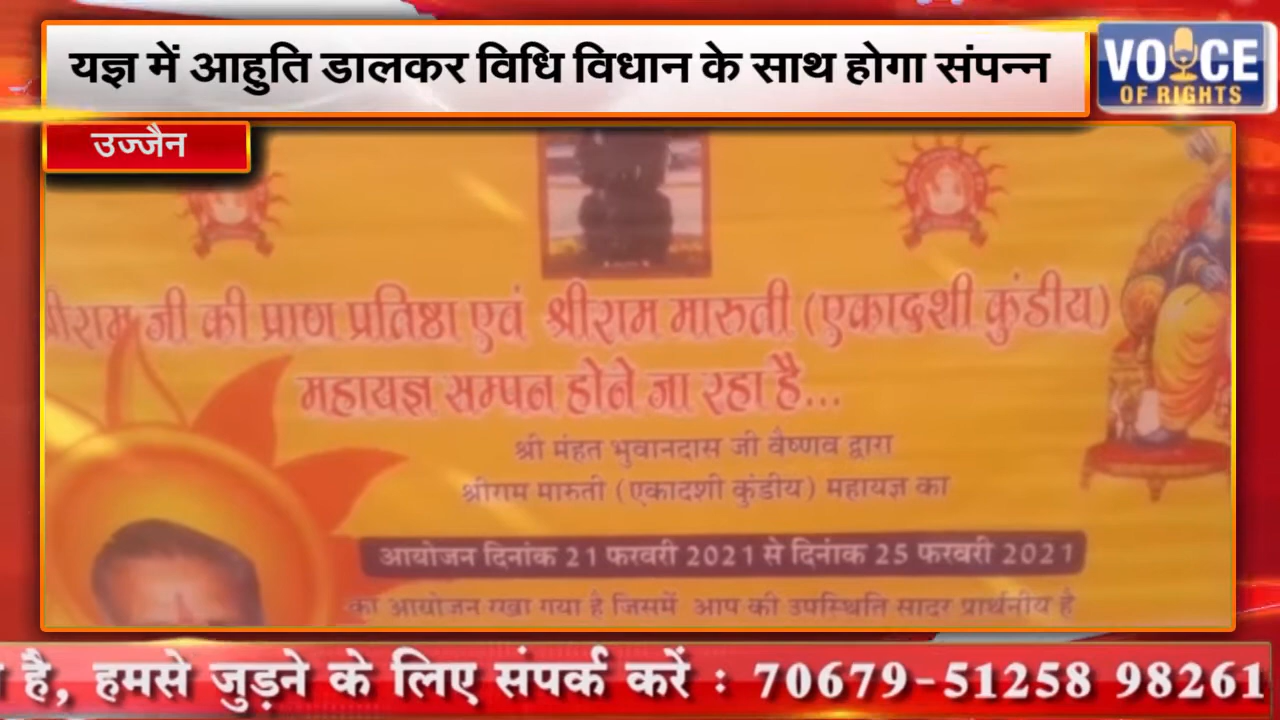 यज्ञ में आहुति डालकर विधि विधान के साथ होगा संपन्न
VOICE
OF RIGHTS
उज्जैन
जी की प्राण प्रतिष्ठा एवं श्रीराम मारुती (एकादशी कुंडीय)
महायज्ञ सम्पन होने जा रहा है...
श्री मंहत भुवानदास जी वैष्णव द्वारा
श्रीराम मारुती (एकादशी कुंडीय) महायज्ञ का
आयोजन दिनांक 21 फरवरी 2021 से दिनांक 25 फरवरी 2021
का आयोजन रखा गया है जिसमें आप की उपस्थिति सादर प्रार्थनीय है
है, हमसे जुड़ने के लिए संपर्क करें : 70679-51258 98261